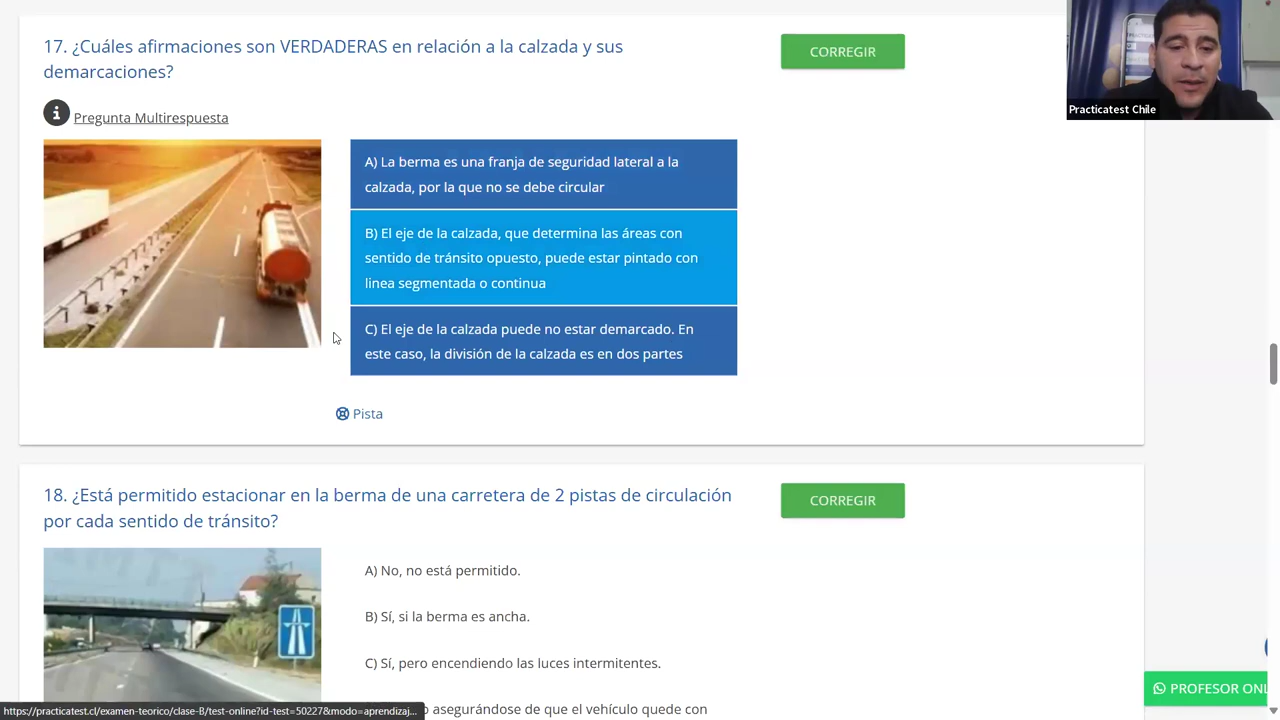 17. ¿Cuáles afirmaciones son VERDADERAS en relación a la calzada y sus
demarcaciones?
CORREGIR
Practicatest Chile
Pregunta Multirespuesta
A) La berma es una franja de seguridad lateral a la
calzada, por la que no se debe circular
B) El eje de la calzada, que determina las áreas con
sentido de tránsito opuesto, puede estar pintado con
linea segmentada o continua
C) El eje de la calzada puede no estar demarcado. En
este caso, la división de la calzada es en dos partes
Pista
18. ¿Está permitido estacionar en la berma de una carretera de 2 pistas de circulación
por cada sentido de tránsito?
CORREGIR
A) No, no está permitido.
B) Sí, si la berma es ancha.
C) Sí, pero encendiendo las luces intermitentes.
asegurándose de que el vehículo quede con
PROFESOR ONL
https://practicatest.cl/examen-teorico/clase-B/test-online?id-test=50227&modo=aprendizaj...